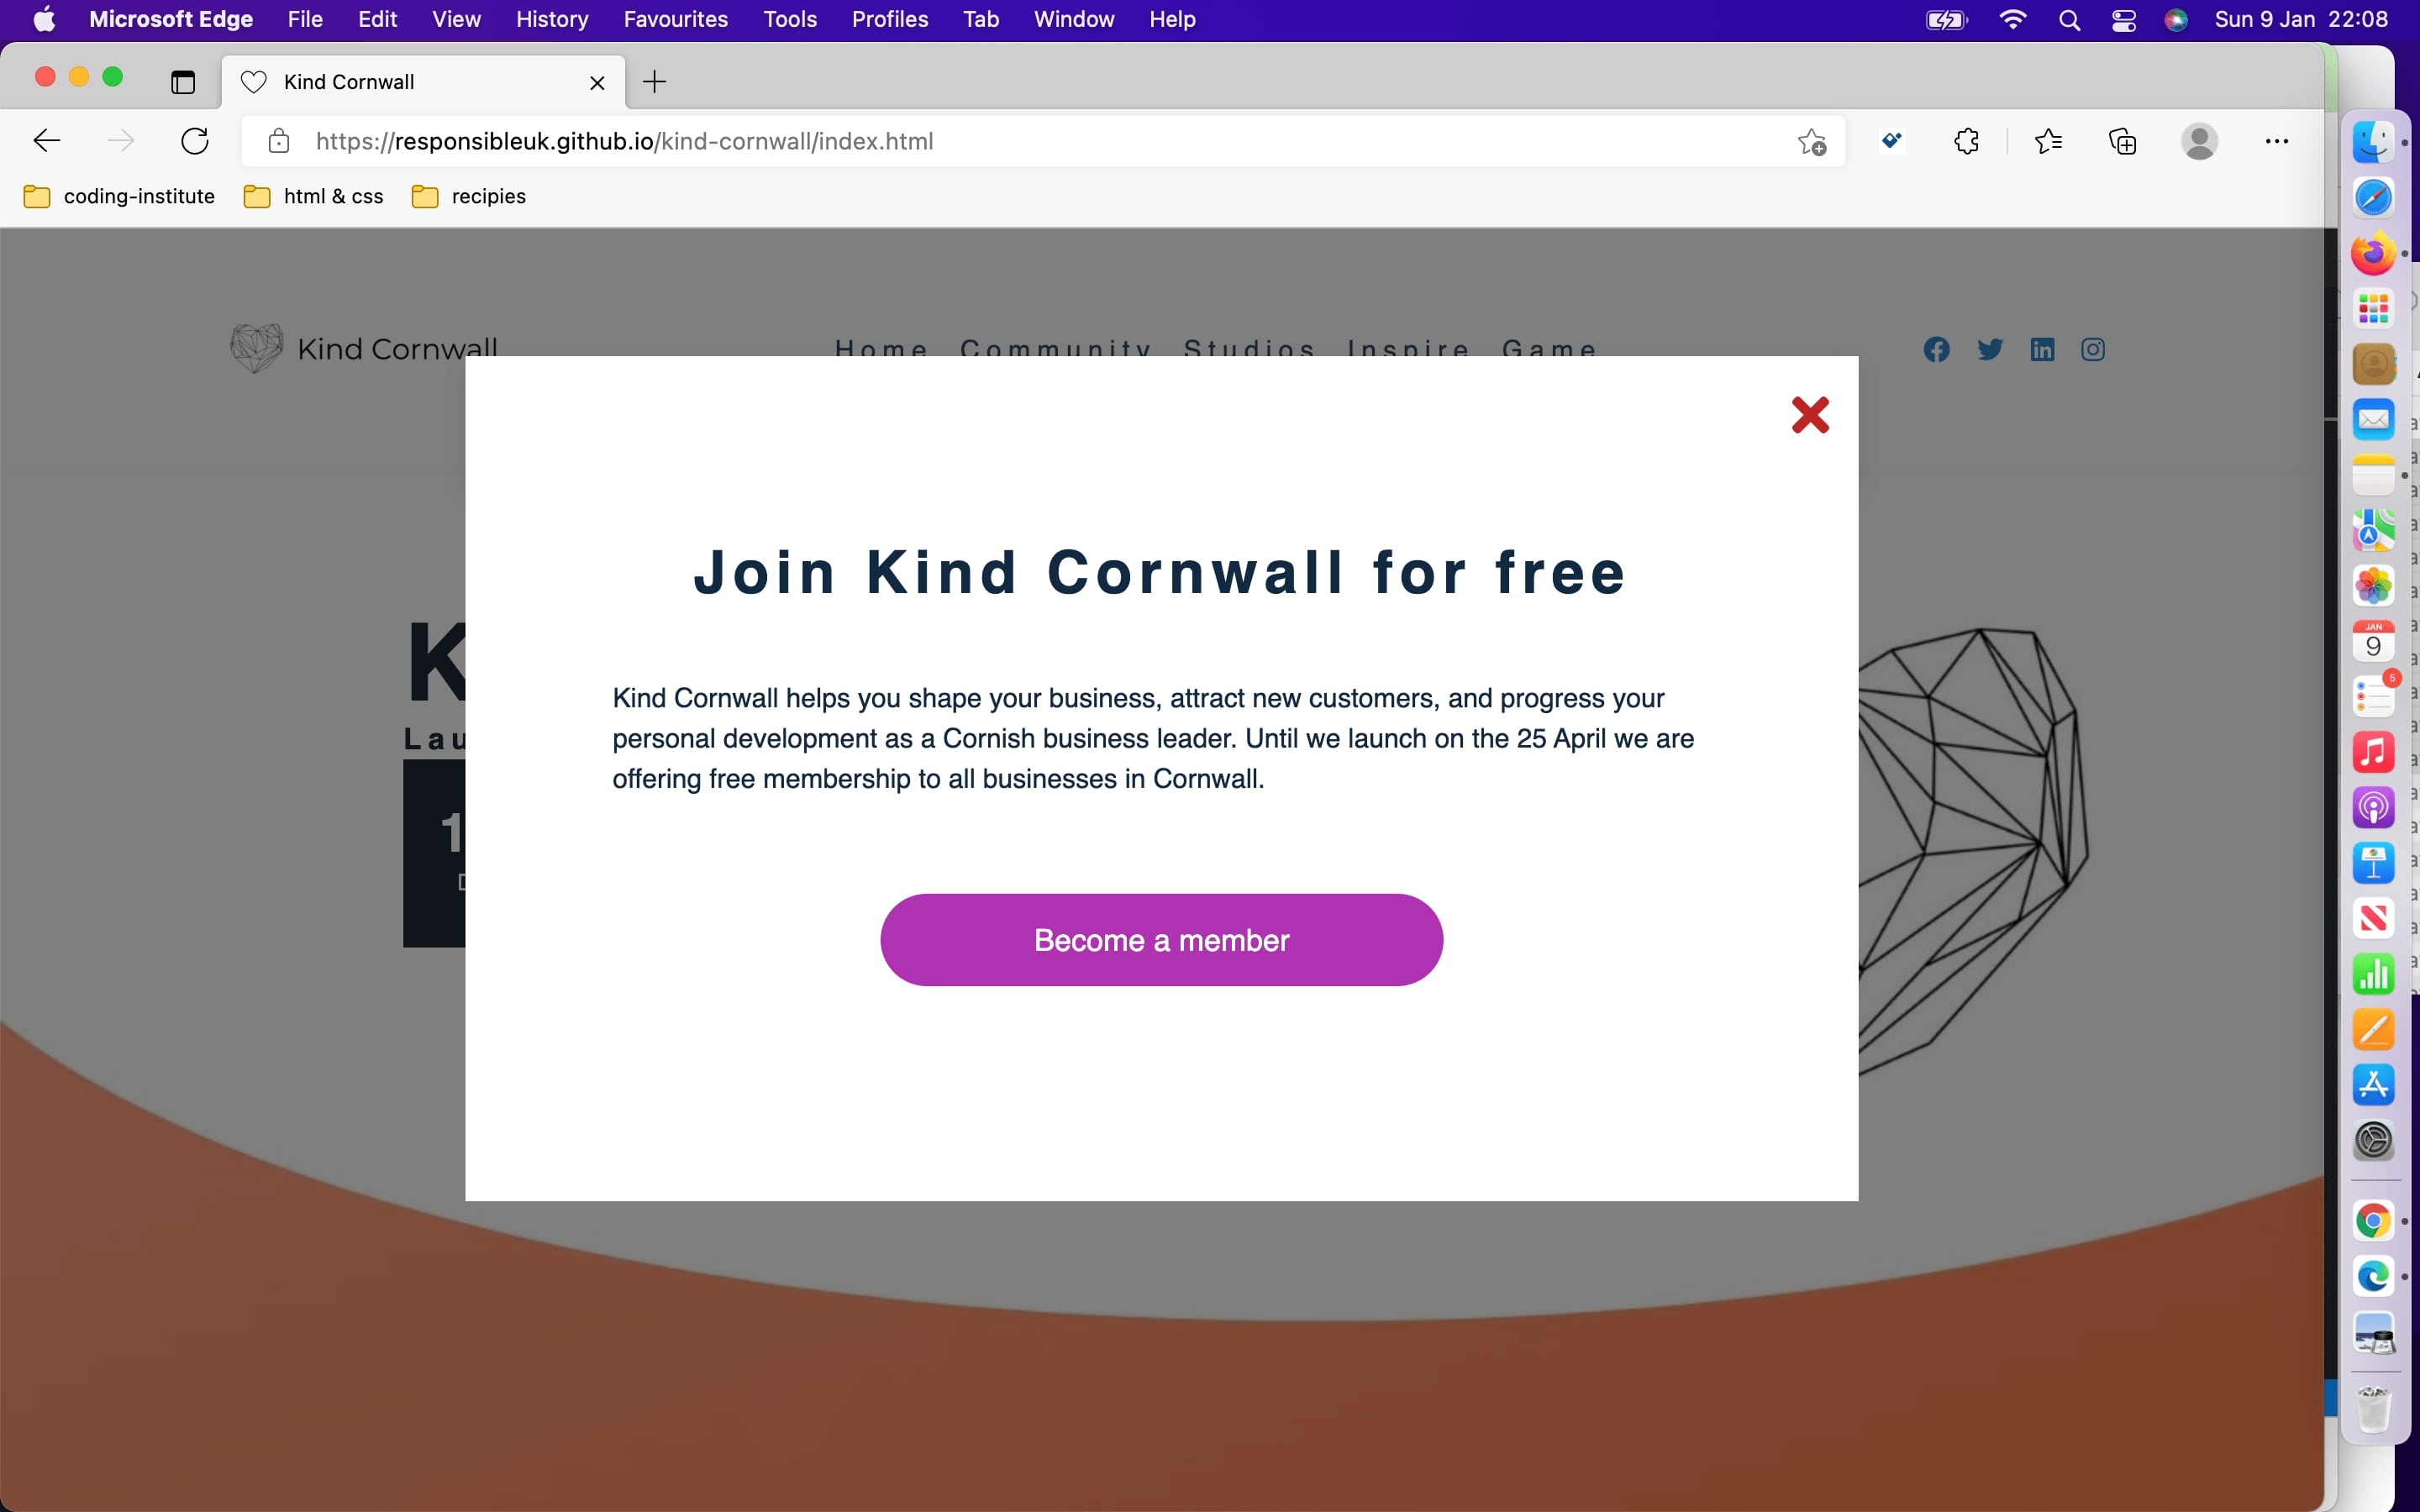 Microsoft Edge File Edit View History Favourites Tools Profiles Tab Window Help Sun 9 Jan 22:08
Kind Cornwall
https://responsibleuk.github.io/kind-cornwall/index.html
coding-institute html & css recipies
Kind Cornwall Home Community Studios Inspire Game
Join Kind Cornwall for free
Kind Cornwall helps you shape your business, attract new customers, and progress your
personal development as a Cornish business leader. Until we launch on the 25 April we are
offering free membership to all businesses in Cornwall.
Become a member
K
Lau
1
JAN
9
5